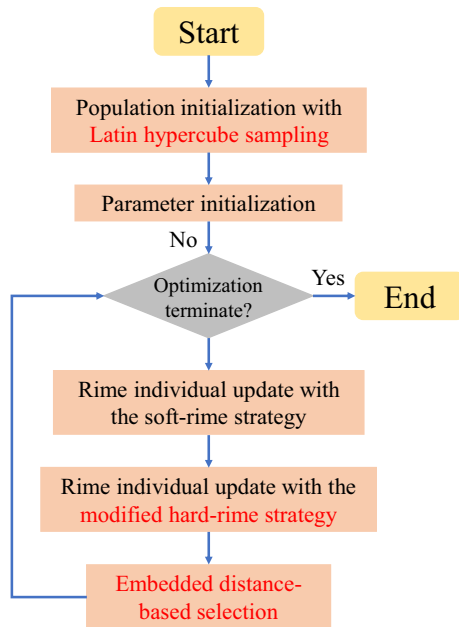 Start
Population initialization with
Latin hypercube sampling
Parameter initialization
No
Optimization
terminate?
Yes
End
Rime individual update with
the soft-rime strategy
Rime individual update with the
modified hard-rime strategy
Embedded distance-
based selection